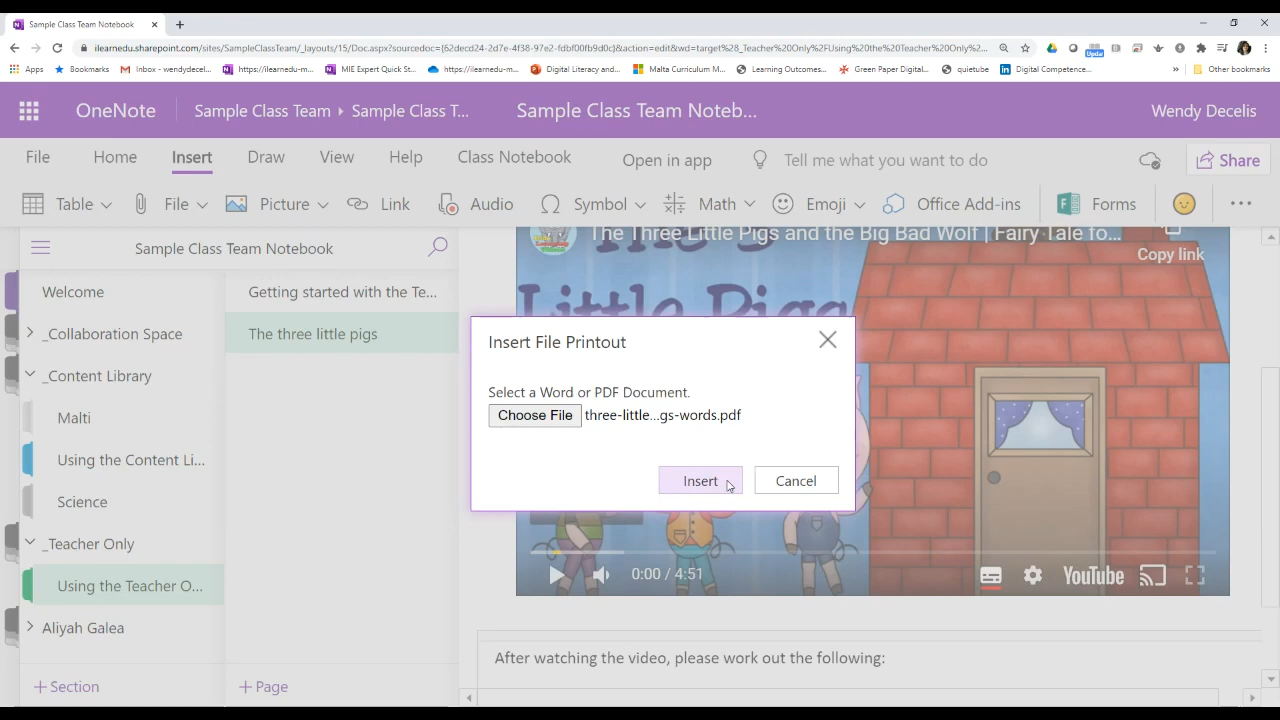 Sample Class Team Notebook
ilearnedu.sharepoint.com/sites/SampleClassTeam/_layouts/15/Doc.aspx?sourcedoc={62decd24-2d7e-4f38-97e2-fdbf00fb9d0c}&action=edit&wd=target%28_Teacher%20Only%2FUsing%20the%20Teacher%20Only%...
Apps Bookmarks Inbox - wendydecel... https://ilearnedu-m... MIE Expert Quick St... https://ilearnedu-m... Digital Literacy and... Malta Curriculum M... Learning Outcomes... Green Paper Digital... quietube Digital Competence... » Other bookmarks
OneNote Sample Class Team Sample Class T... Sample Class Team Noteb... Wendy Decelis
File Home Insert Draw View Help Class Notebook Open in app Tell me what you want to do Share
Table File Picture Link Audio Symbol Math Emoji Office Add-ins Forms
Sample Class Team Notebook
Welcome
_Collaboration Space
_Content Library
Malti
Using the Content Li...
Science
_Teacher Only
Using the Teacher O...
Aliyah Galea
+ Section
Getting started with the Te...
The three little pigs
+ Page
The Three Little Pigs and the Big Bad Wolf | Fairy Tale fo...
Copy link
Little Pigs
Insert File Printout
Select a Word or PDF Document.
Choose File three-little...gs-words.pdf
Insert Cancel
0:00 / 4:51 YouTube
After watching the video, please work out the following: